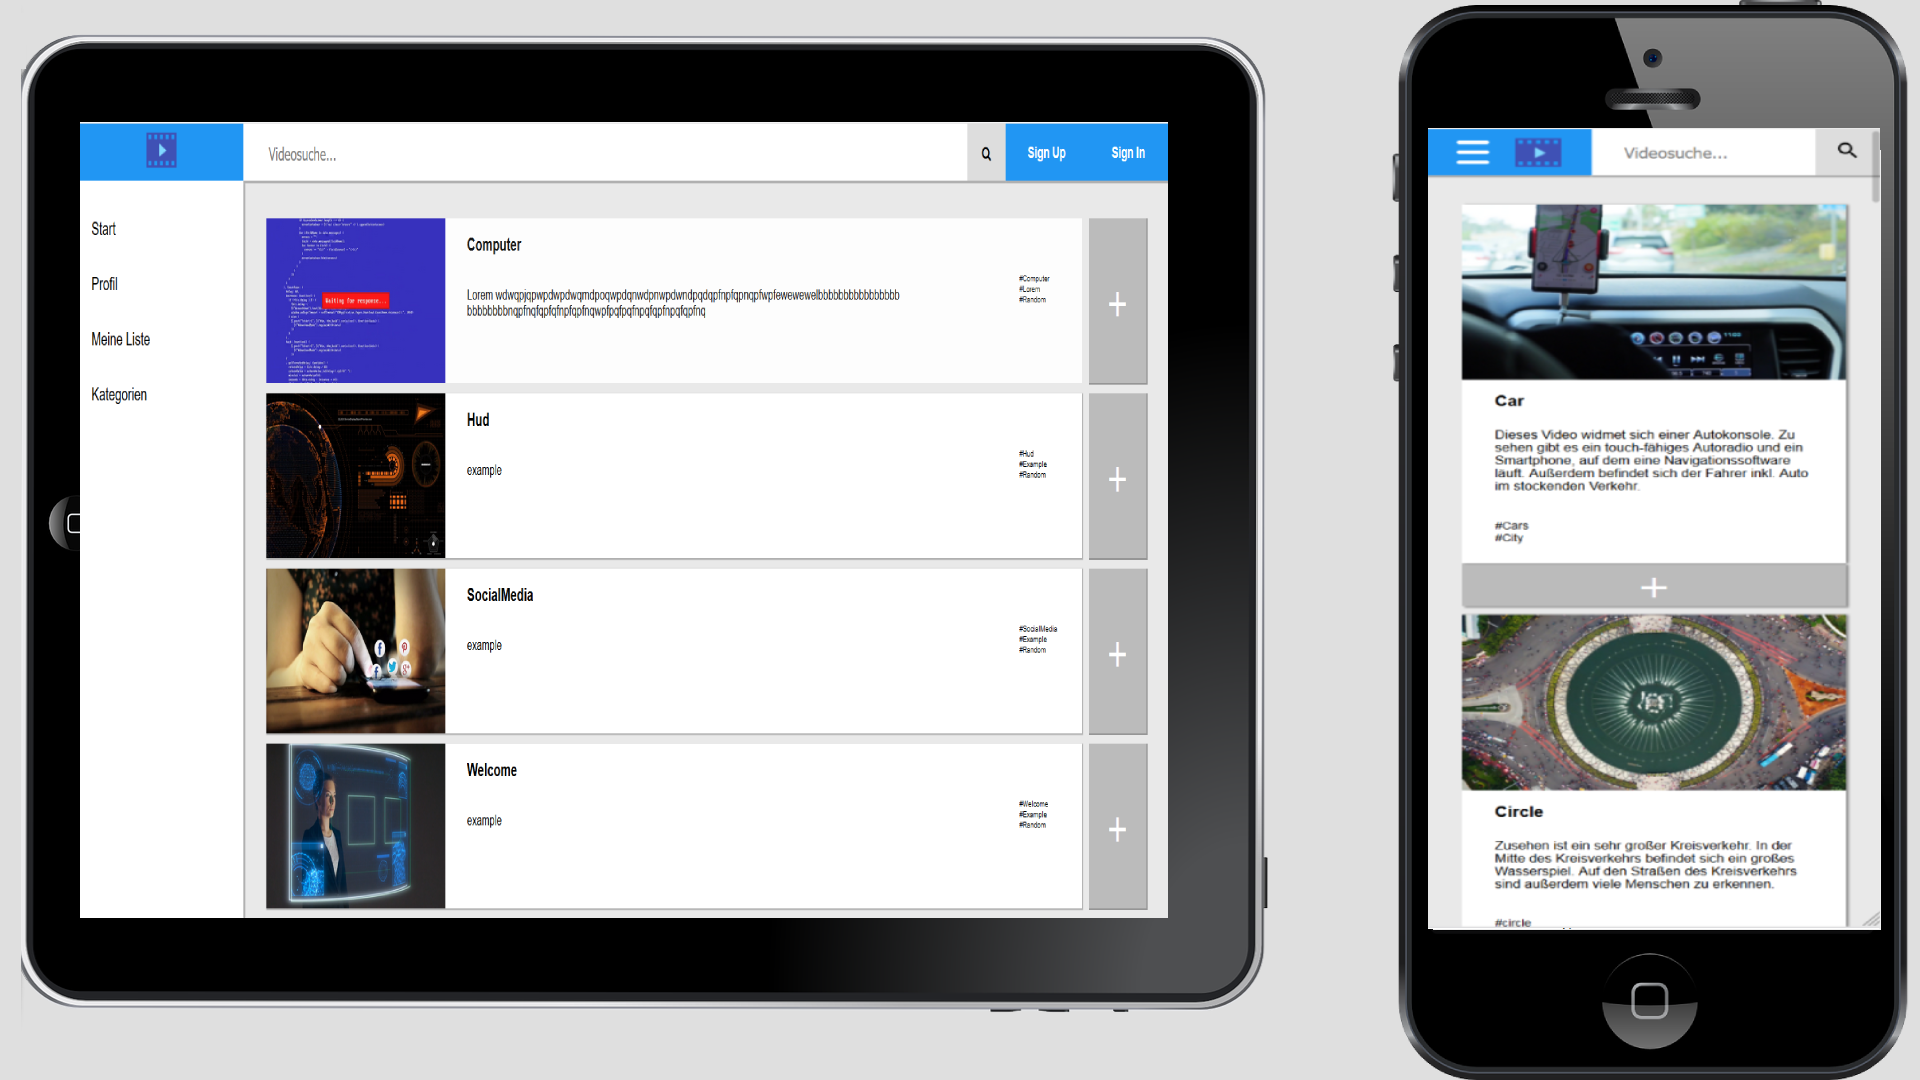 Videosuche...
Sign Up
Sign In
Start
Profil
Meine Liste
Kategorien
Waiting for response...
Computer
Lorem wdwqpjqpwpdwpdwqmdpoqwpdqnwdpnwpdwndpqdqpfnpfqpnqpfwpfewewewelbbbbbbbbbbbbbbbb
bbbbbbbbnqpfnqfqpfqfnpfqpfnqwpfpqfpqfnpqfqpfnpqfqpfnq
#Computer
#Lorem
#Random
Hud
example
#Hud
#Example
#Random
SocialMedia
example
#SocialMedia
#Example
#Random
Welcome
example
#Welcome
#Example
#Random
Videosuche...
Car
Dieses Video widmet sich einer Autokonsole. Zu
sehen gibt es ein touch-fähiges Autoradio und ein
Smartphone, auf dem eine Navigationssoftware
läuft. Außerdem befindet sich der Fahrer inkl. Auto
im stockenden Verkehr.
#Cars
#City
Circle
Zusehen ist ein sehr großer Kreisverkehr. In der
Mitte des Kreisverkehrs befindet sich ein großes
Wasserspiel. Auf den Straßen des Kreisverkehrs
sind außerdem viele Menschen zu erkennen.
#circle